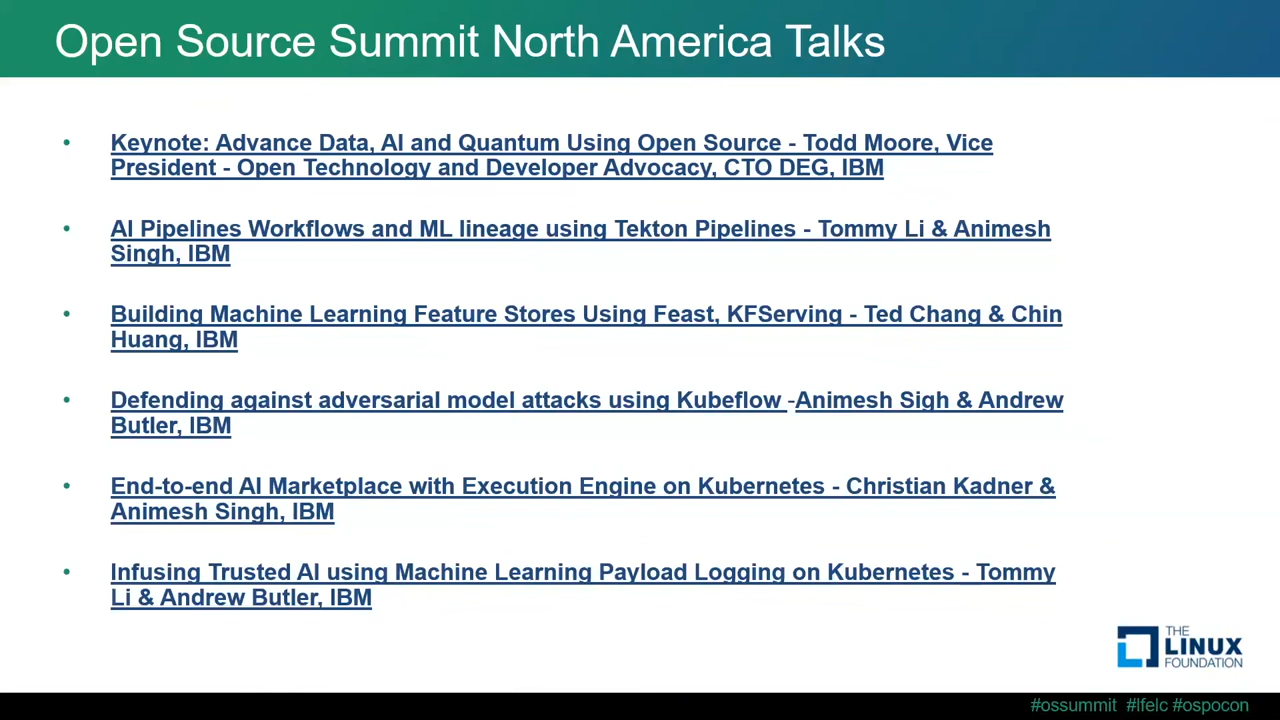 Open Source Summit North America Talks
• Keynote: Advance Data, AI and Quantum Using Open Source - Todd Moore, Vice
President - Open Technology and Developer Advocacy, CTO DEG, IBM
• AI Pipelines Workflows and ML lineage using Tekton Pipelines - Tommy Li & Animesh
Singh, IBM
• Building Machine Learning Feature Stores Using Feast, KFServing - Ted Chang & Chin
Huang, IBM
• Defending against adversarial model attacks using Kubeflow -Animesh Sigh & Andrew
Butler, IBM
• End-to-end AI Marketplace with Execution Engine on Kubernetes - Christian Kadner &
Animesh Singh, IBM
• Infusing Trusted AI using Machine Learning Payload Logging on Kubernetes - Tommy
Li & Andrew Butler, IBM
THE
LINUX
FOUNDATION
#ossummit #lfelc #ospocon